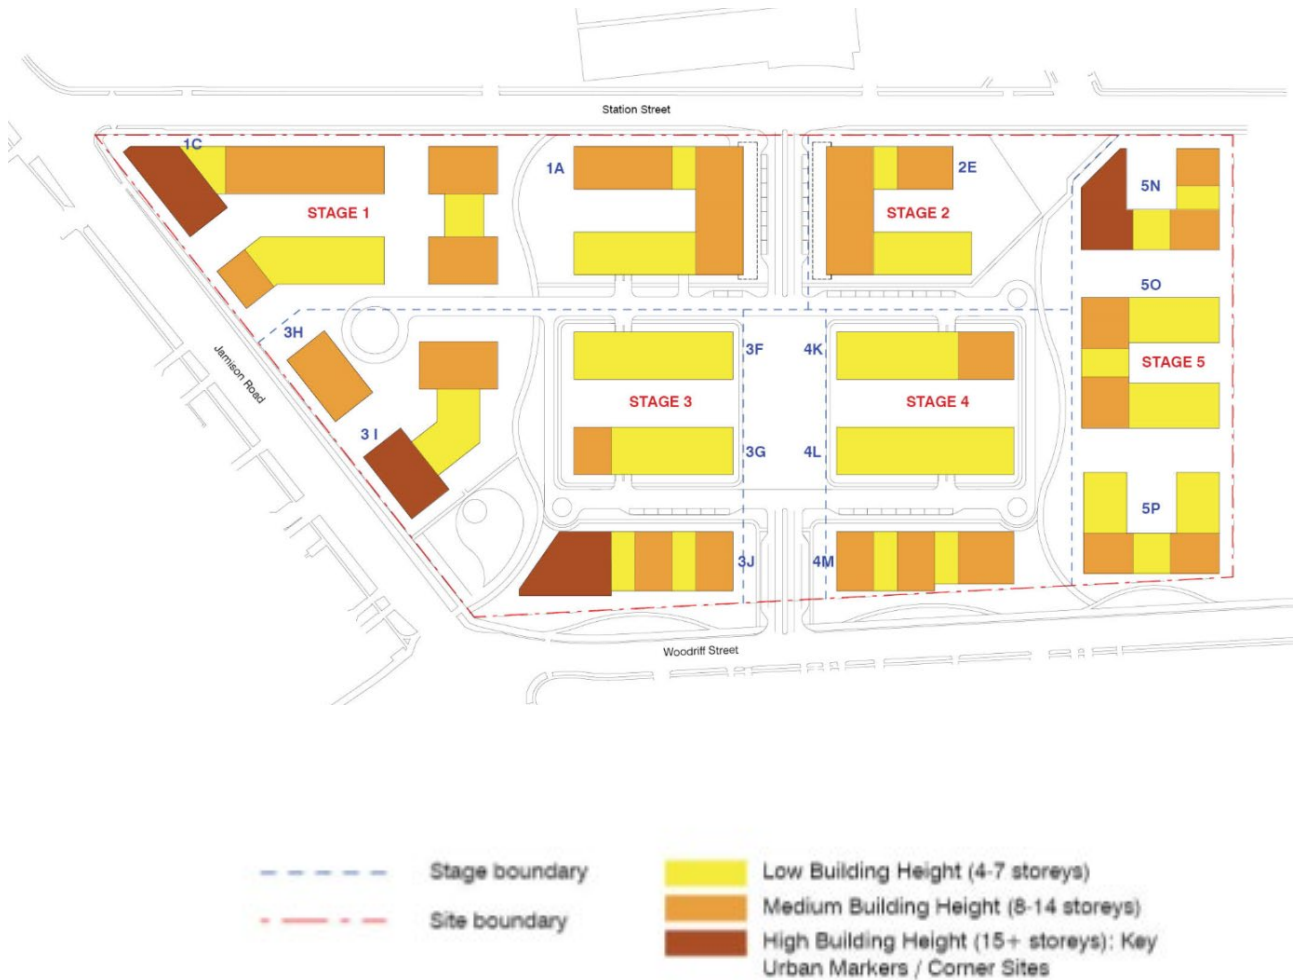 Station Street
1C
1A
2E
5N
STAGE 1
STAGE 2
5O
3H
3F
4K
Jamison Road
STAGE 5
STAGE 3
STAGE 4
3 I
3G
4L
5P
3J
4M
Woodriff Street
Stage boundary
Site boundary
Low Building Height (4-7 storeys)
Medium Building Height (8-14 storeys)
High Building Height (15+ storeys): Key
Urban Markers / Corner Sites